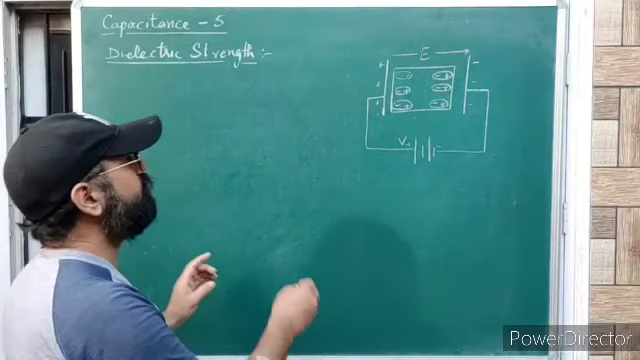 Capacitance - 5
Dielectric Strength :-
E
V
PowerDirector